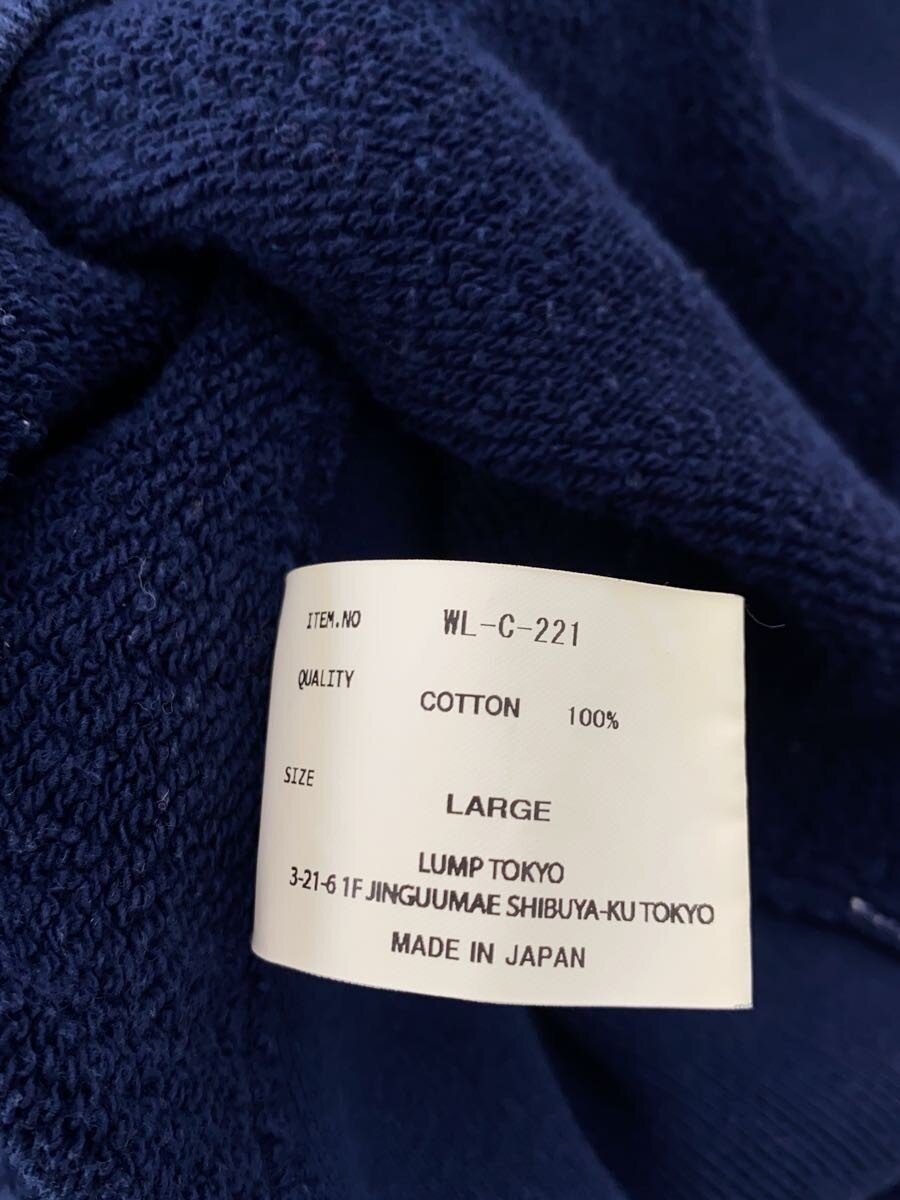 ITEM.NO WL-C-221
QUALITY
COTTON 100%
SIZE
LARGE
LUMP TOKYO
3-21-6 1F JINGUUMAE SHIBUYA-KU TOKYO
MADE IN JAPAN